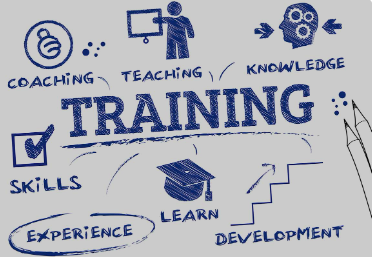 COACHiNG
TEACHiNG
KNOWLEDGE
TRAINING
SKiLLS
LEARN
EXPERiENCE
DEVELOPMENT